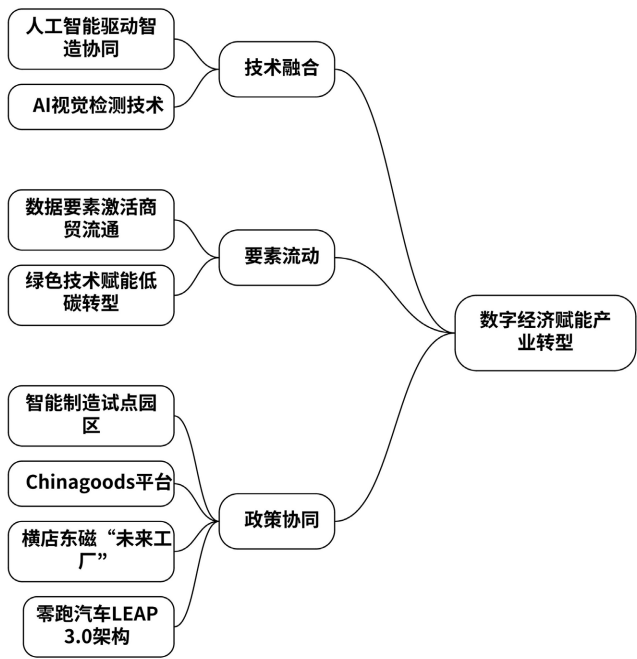 人工智能驱动智
造协同
AI视觉检测技术
技术融合
数据要素激活商
贸流通
绿色技术赋能低
碳转型
要素流动
数字经济赋能产
业转型
智能制造试点园
区
Chinagoods平台
横店东磁“未来工
厂”
零跑汽车LEAP
3.0架构
政策协同